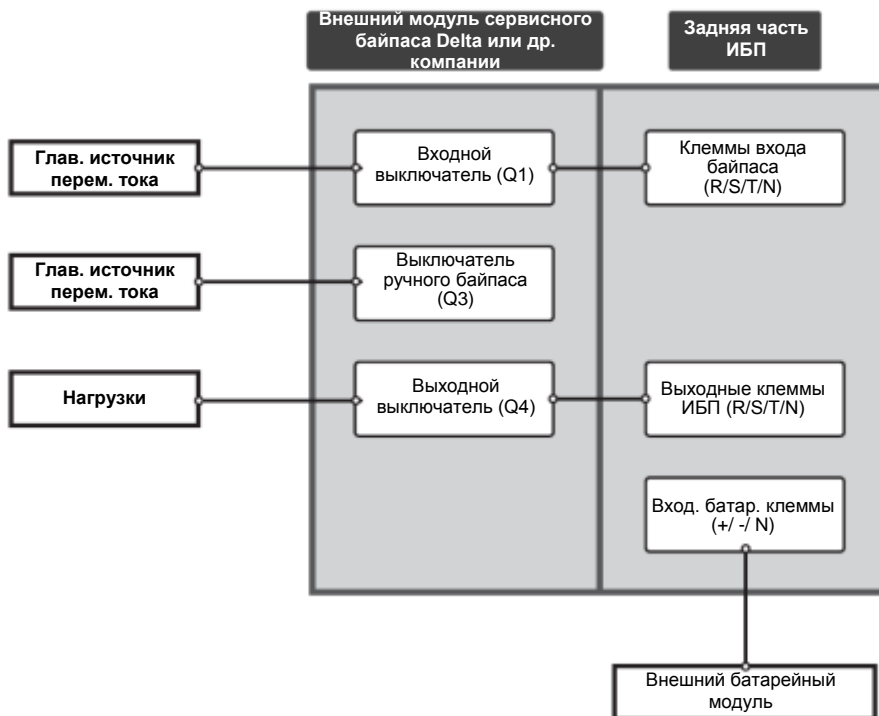 Внешний модуль сервисного
байпаса Delta или др.
компании
Задняя часть
ИБП
Глав. источник
перем. тока
Входной
выключатель (Q1)
Клеммы входа
байпаса
(R/S/T/N)
Глав. источник
перем. тока
Выключатель
ручного байпаса
(Q3)
Нагрузки
Выходной
выключатель (Q4)
Выходные клеммы
ИБП (R/S/T/N)
Вход. батар. клеммы
(+/ -/ N)
Внешний батарейный
модуль